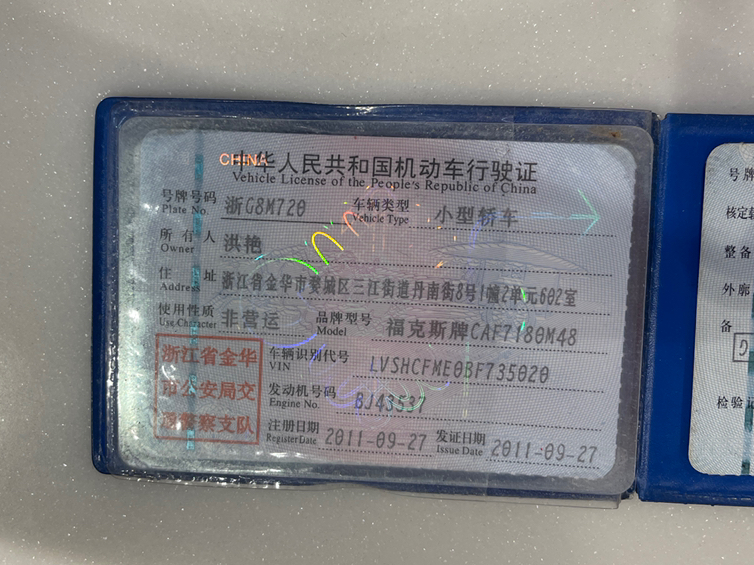 CHINA
中华人民共和国机动车行驶证
Vehicle License of the People's Republic of China
号牌号码 Plate No. 浙G8M720 车辆类型 Vehicle Type 小型轿车
所有人 Owner 洪艳
住址 Address 浙江省金华市婺城区三江街道丹南街8号1幢2单元602室
使用性质 Use Character 非营运 品牌型号 Model 福克斯牌CAF7180M48
浙江省金华
市公安局交
通警察支队
车辆识别代号 VIN LVSHCFME0BF735020
发动机号码 Engine No. BJ43537
注册日期 Register Date 2011-09-27 发证日期 Issue Date 2011-09-27
号牌
整备
外廓
备
检验记